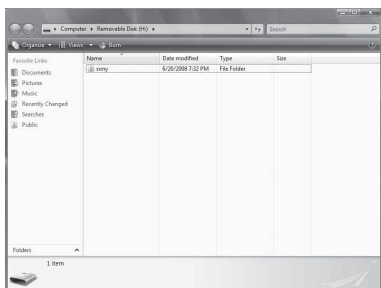 Computer ▸ Removable Disk (H:) ▸
Search
Organize Views Burn
Favorite Links
Documents
Pictures
Music
Recently Changed
Searches
Public
Folders
Name Date modified Type Size
sony 6/20/2008 7:32 PM File Folder
1 item